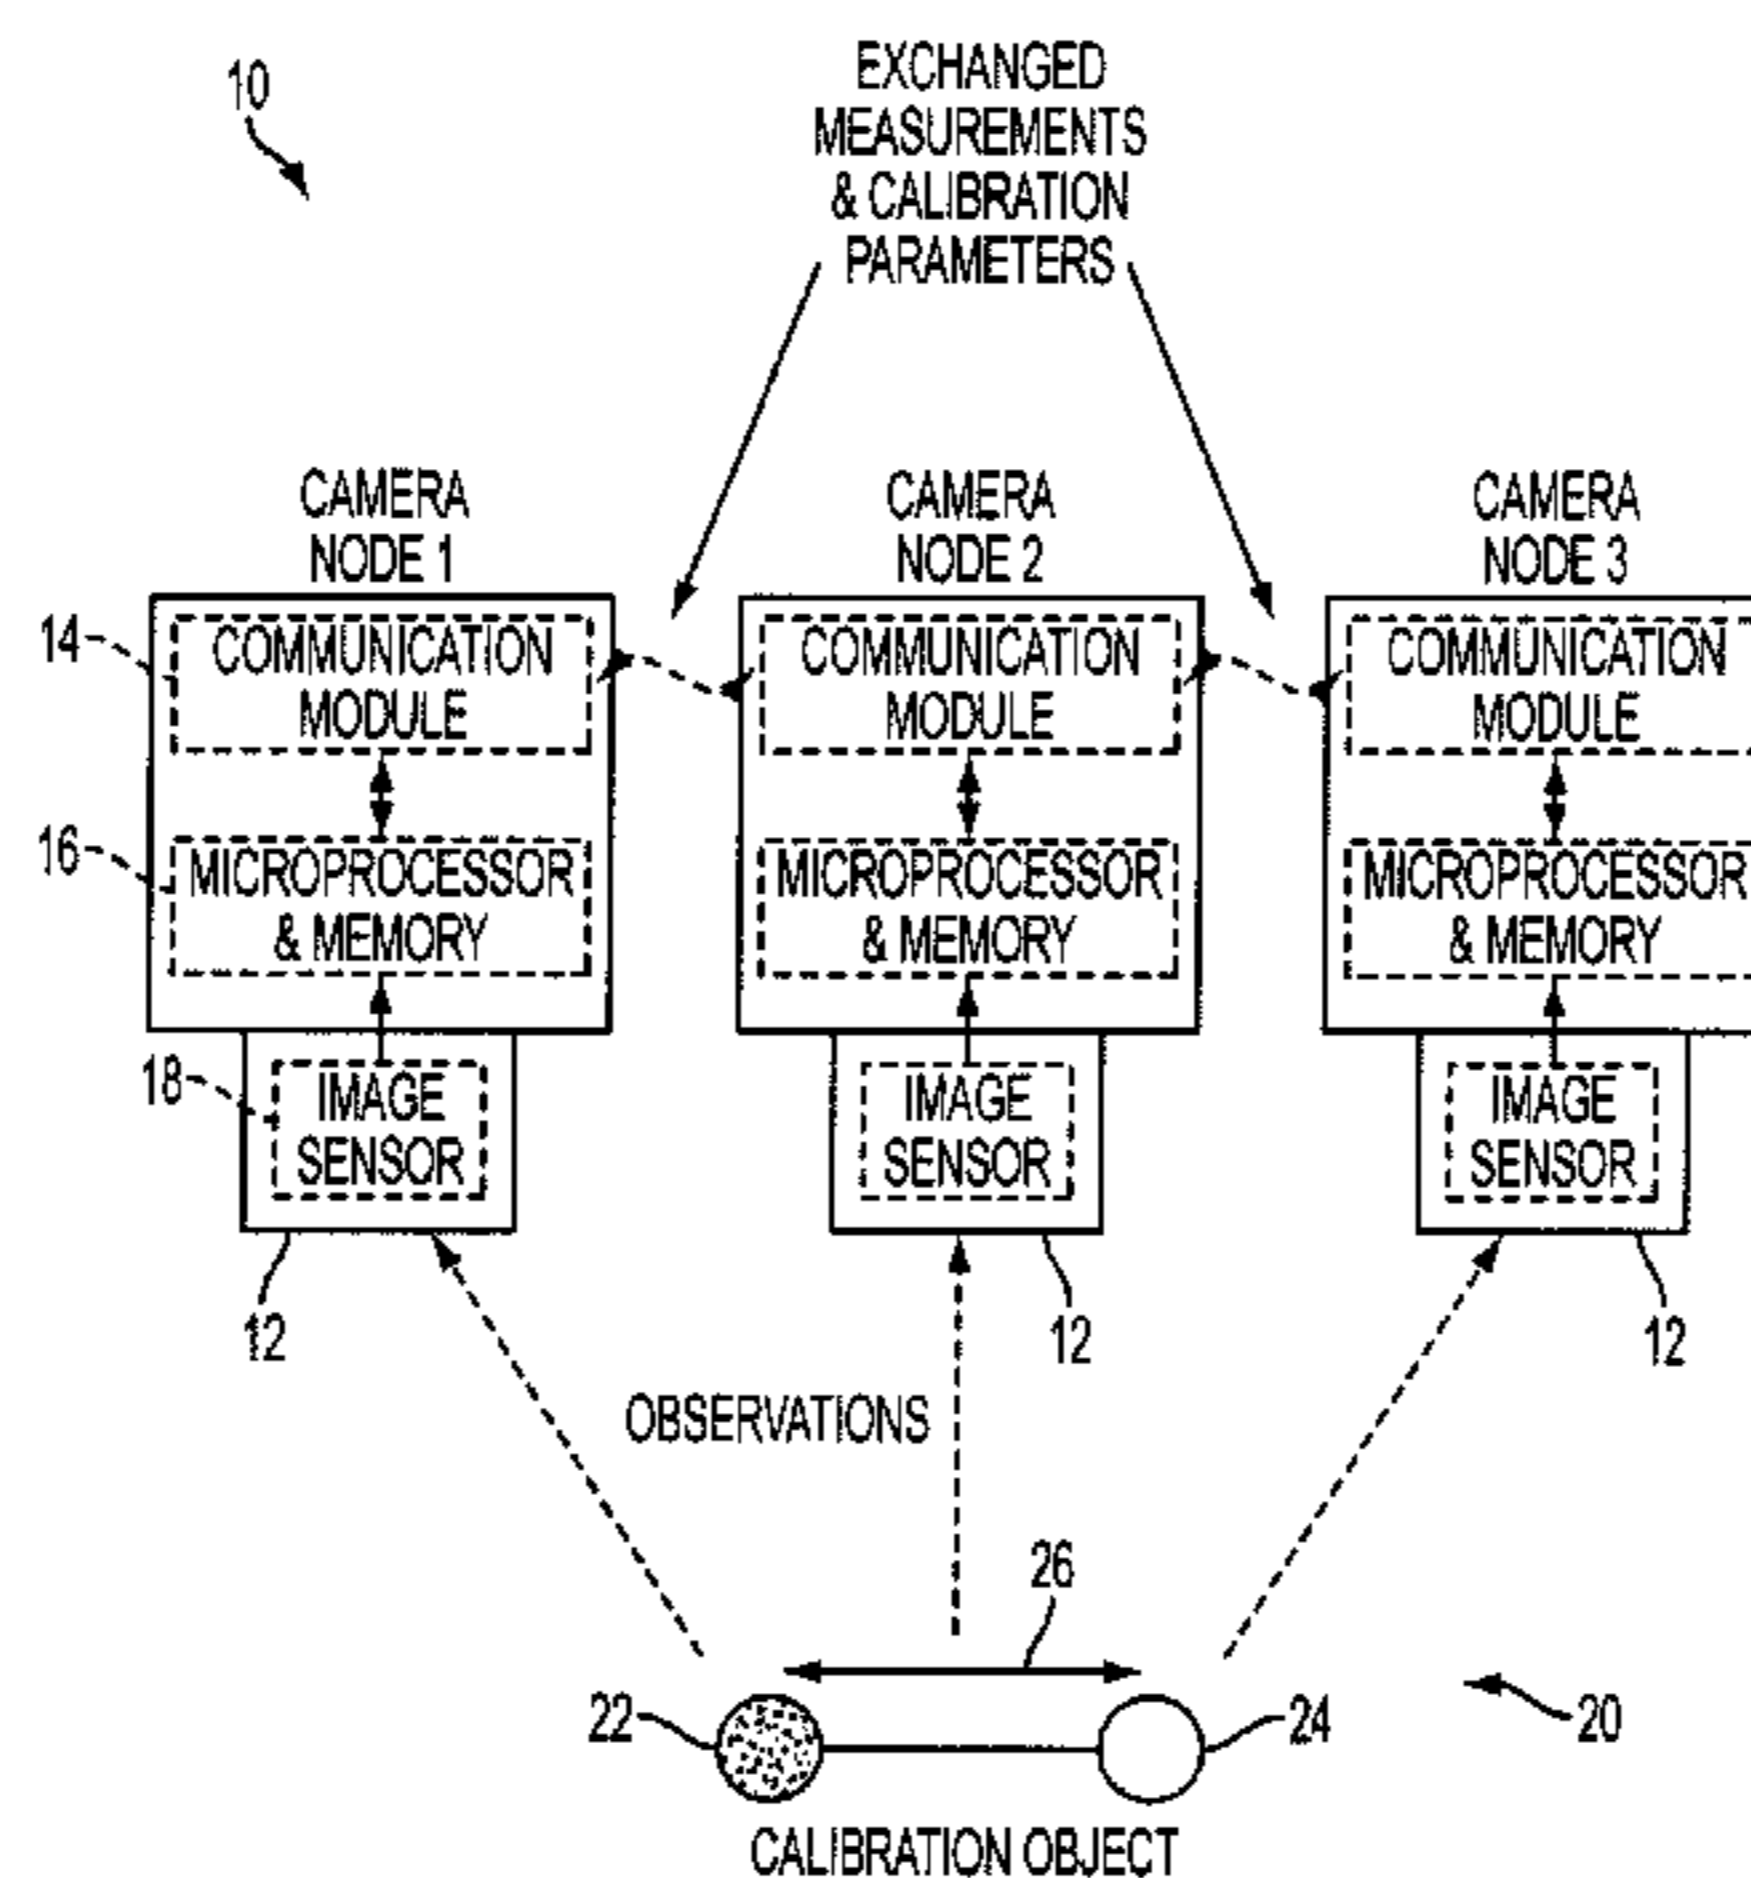 10
EXCHANGED
MEASUREMENTS
& CALIBRATION
PARAMETERS
CAMERA
NODE 1
CAMERA
NODE 2
CAMERA
NODE 3
14
COMMUNICATION
MODULE
COMMUNICATION
MODULE
COMMUNICATION
MODULE
16
MICROPROCESSOR
& MEMORY
MICROPROCESSOR
& MEMORY
MICROPROCESSOR
& MEMORY
18
IMAGE
SENSOR
IMAGE
SENSOR
IMAGE
SENSOR
12
12
12
OBSERVATIONS
26
22
24
20
CALIBRATION OBJECT